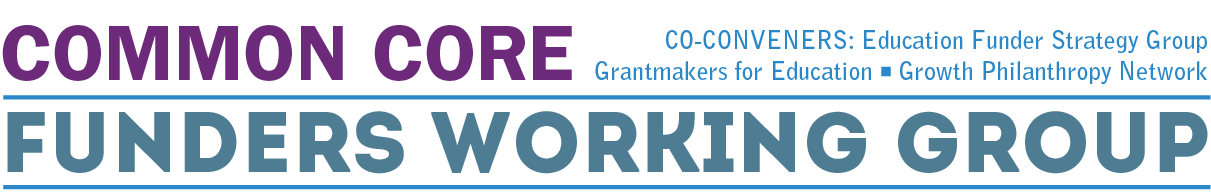 COMMON CORE
CO-CONVENERS: Education Funder Strategy Group
Grantmakers for Education ▪ Growth Philanthropy Network
FUNDERS WORKING GROUP